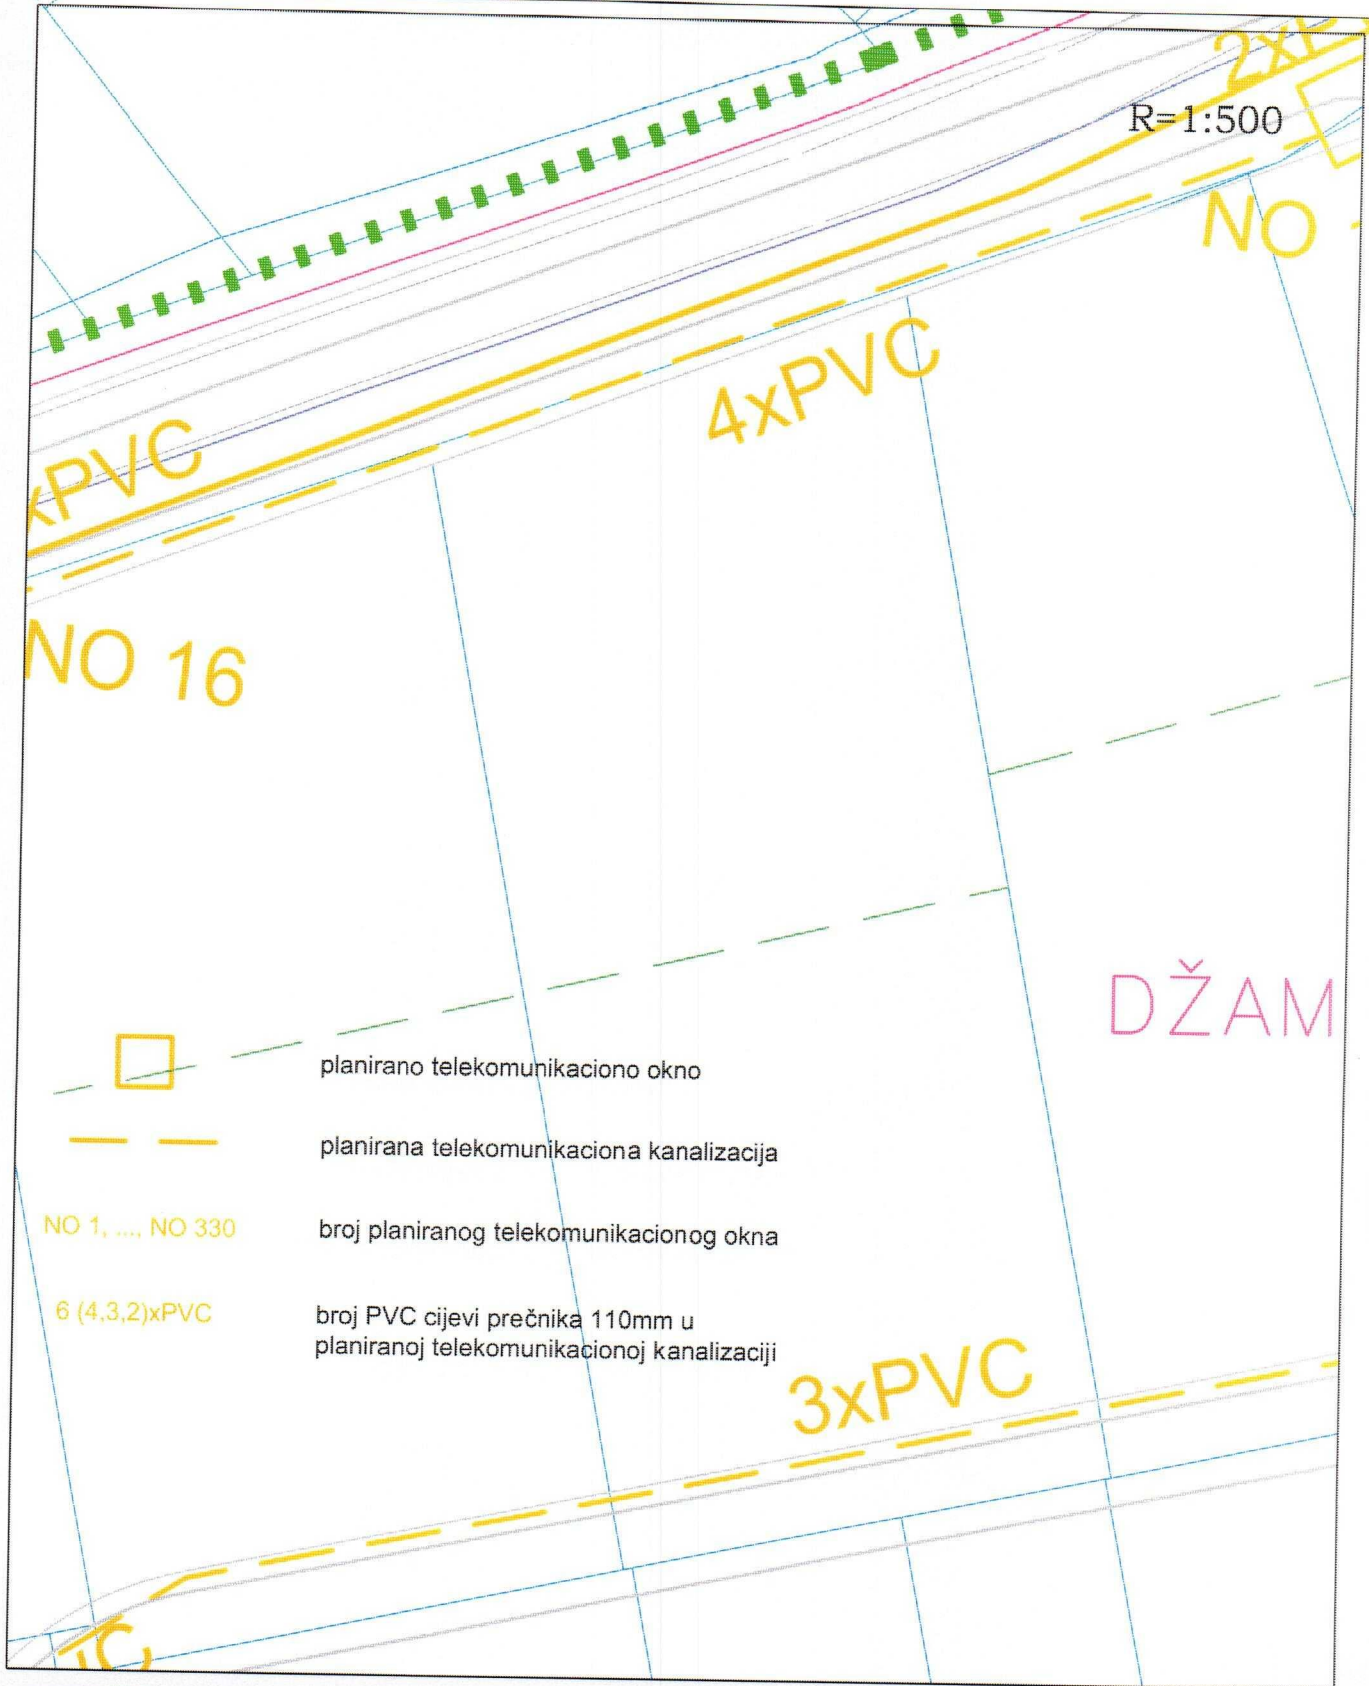 R=1:500
NO
4xPVC
xPVC
NO 16
DŽAM
planirano telekomunikaciono okno
planirana telekomunikaciona kanalizacija
NO 1, ..., NO 330 broj planiranog telekomunikacionog okna
6 (4,3,2)xPVC broj PVC cijevi prečnika 110mm u
planiranoj telekomunikacionoj kanalizaciji
3xPVC